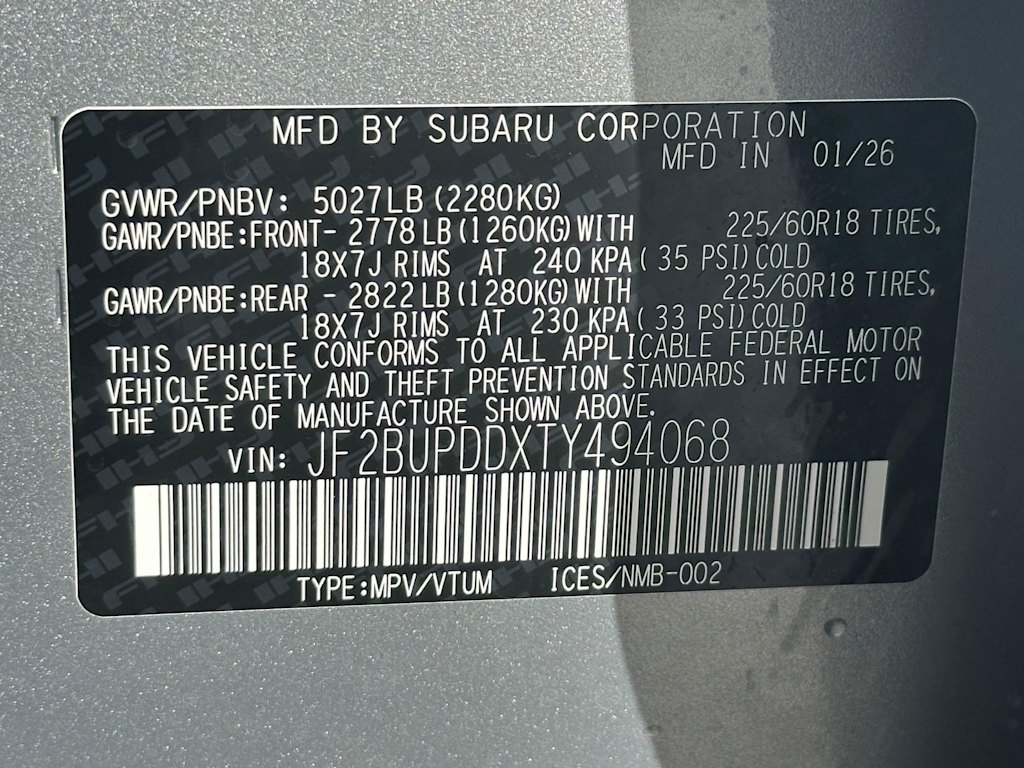 MFD BY SUBARU CORPORATION
MFD IN 01/26
GVWR/PNBV: 5027LB (2280KG)
GAWR/PNBE:FRONT- 2778 LB (1260KG) WITH 225/60R18 TIRES,
18X7J RIMS AT 240 KPA ( 35 PSI) COLD
GAWR/PNBE:REAR - 2822 LB (1280KG) WITH 225/60R18 TIRES,
18X7J RIMS AT 230 KPA ( 33 PSI) COLD
THIS VEHICLE CONFORMS TO ALL APPLICABLE FEDERAL MOTOR
VEHICLE SAFETY AND THEFT PREVENTION STANDARDS IN EFFECT ON
THE DATE OF MANUFACTURE SHOWN ABOVE.
VIN: JF2BUPDDXTY494068
TYPE:MPV/VTUM ICES/NMB-002